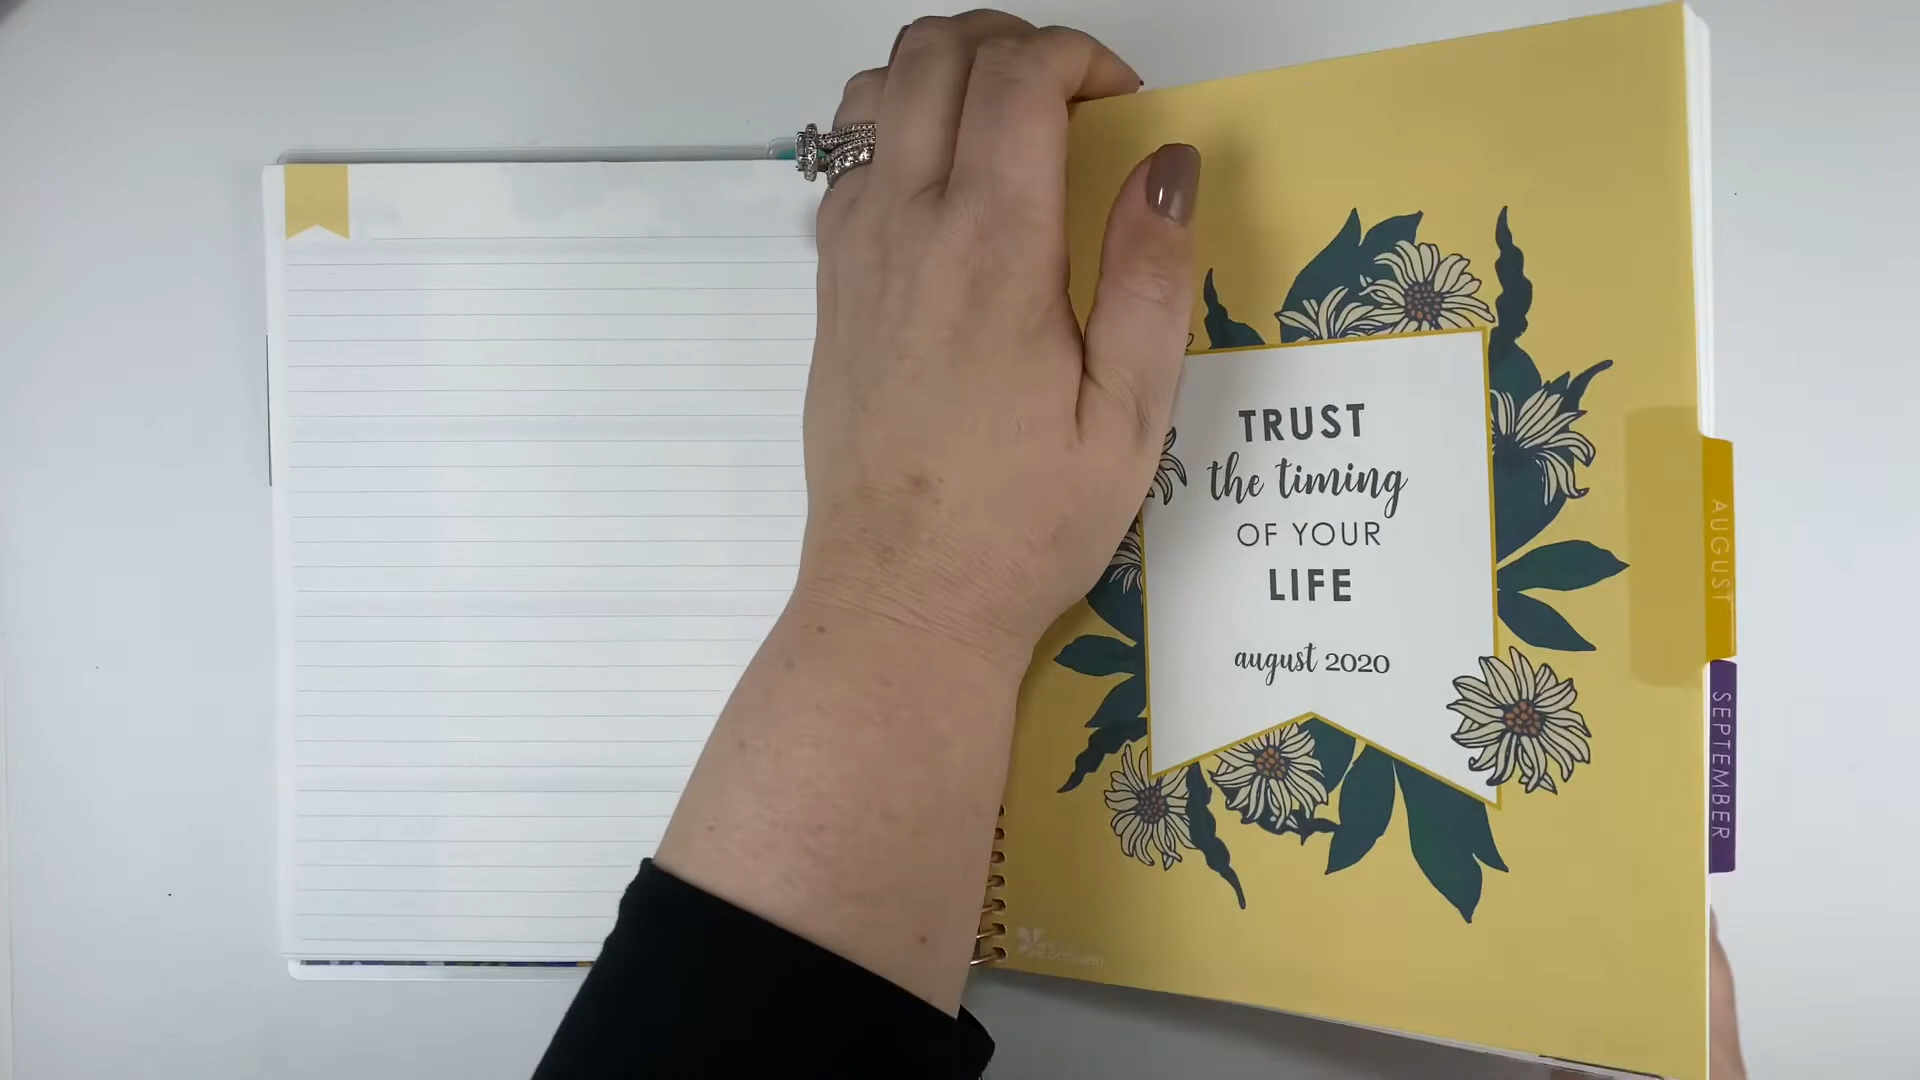 TRUST
the timing
OF YOUR
LIFE
august 2020
AUGUST
SEPTEMBER